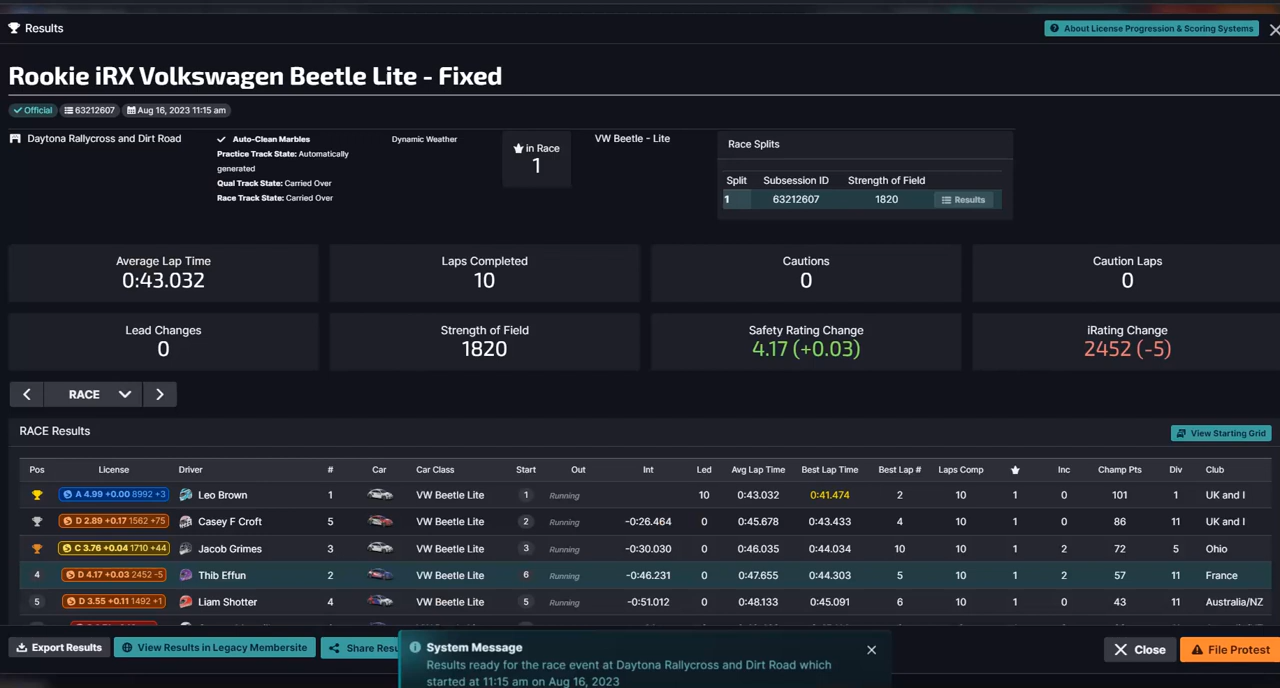 Results
About License Progression & Scoring Systems
Rookie iRX Volkswagen Beetle Lite - Fixed
Official 63212607 Aug 16, 2023 11:15 am
Daytona Rallycross and Dirt Road
Auto-Clean Marbles
Practice Track State: Automatically
generated
Qual Track State: Carried Over
Race Track State: Carried Over
Dynamic Weather
in Race
1
VW Beetle - Lite
Race Splits
Split Subsession ID Strength of Field
1 63212607 1820 Results
Average Lap Time
0:43.032
Laps Completed
10
Cautions
0
Caution Laps
0
Lead Changes
0
Strength of Field
1820
Safety Rating Change
4.17 (+0.03)
iRating Change
2452 (-5)
RACE
RACE Results
View Starting Grid
Pos License Driver # Car Car Class Start Out Int Led Avg Lap Time Best Lap Time Best Lap # Laps Comp Inc Champ Pts Div Club
A 4.99 +0.00 8992 +3 Leo Brown 1 VW Beetle Lite 1 Running 10 0:43.032 0:41.474 2 10 1 0 101 1 UK and I
D 2.89 +0.17 1562 +75 Casey F Croft 5 VW Beetle Lite 2 Running -0:26.464 0 0:45.678 0:43.433 4 10 1 0 86 11 UK and I
C 3.76 +0.04 1710 +44 Jacob Grimes 3 VW Beetle Lite 3 Running -0:30.030 0 0:46.035 0:44.034 10 10 1 2 72 5 Ohio
4 D 4.17 +0.03 2452 -5 Thib Effun 2 VW Beetle Lite 6 Running -0:46.231 0 0:47.655 0:44.303 5 10 1 2 57 11 France
5 D 3.55 +0.11 1492 +1 Liam Shotter 4 VW Beetle Lite 5 Running -0:51.012 0 0:48.133 0:45.091 6 10 1 0 43 11 Australia/NZ
Export Results
View Results in Legacy Membersite
Share Resu
System Message
Results ready for the race event at Daytona Rallycross and Dirt Road which
started at 11:15 am on Aug 16, 2023
Close
File Protest